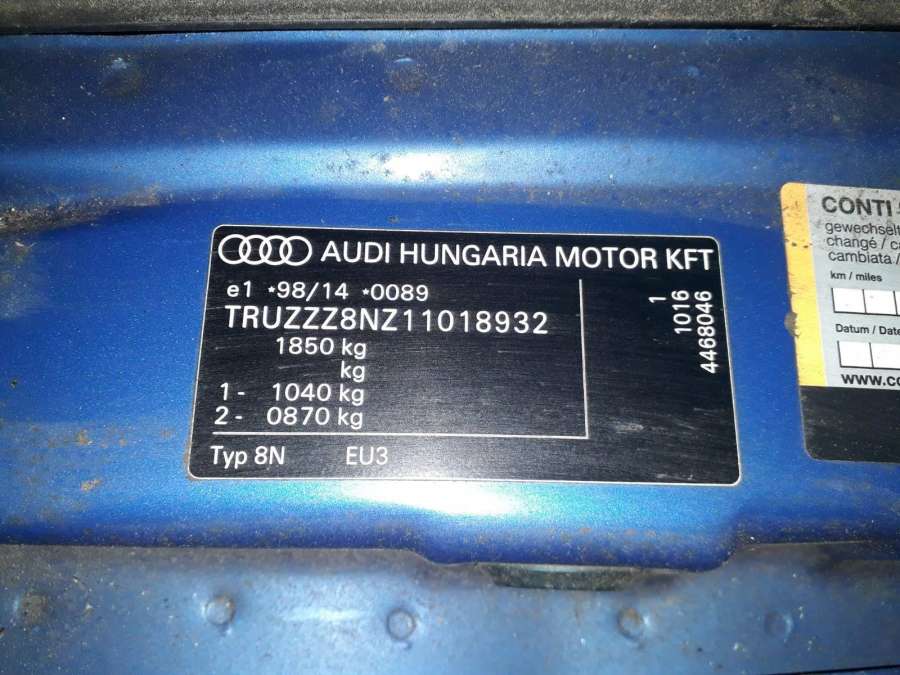 AUDI HUNGARIA MOTOR KFT
e1 *98/14 *0089
TRUZZZ8NZ11018932
1850 kg
kg
1- 1040 kg
2- 0870 kg
Typ 8N EU3
1
1016
4468046
CONTI
gewechselt
changé / 
cambiata /
km / miles
Datum / Date
www.